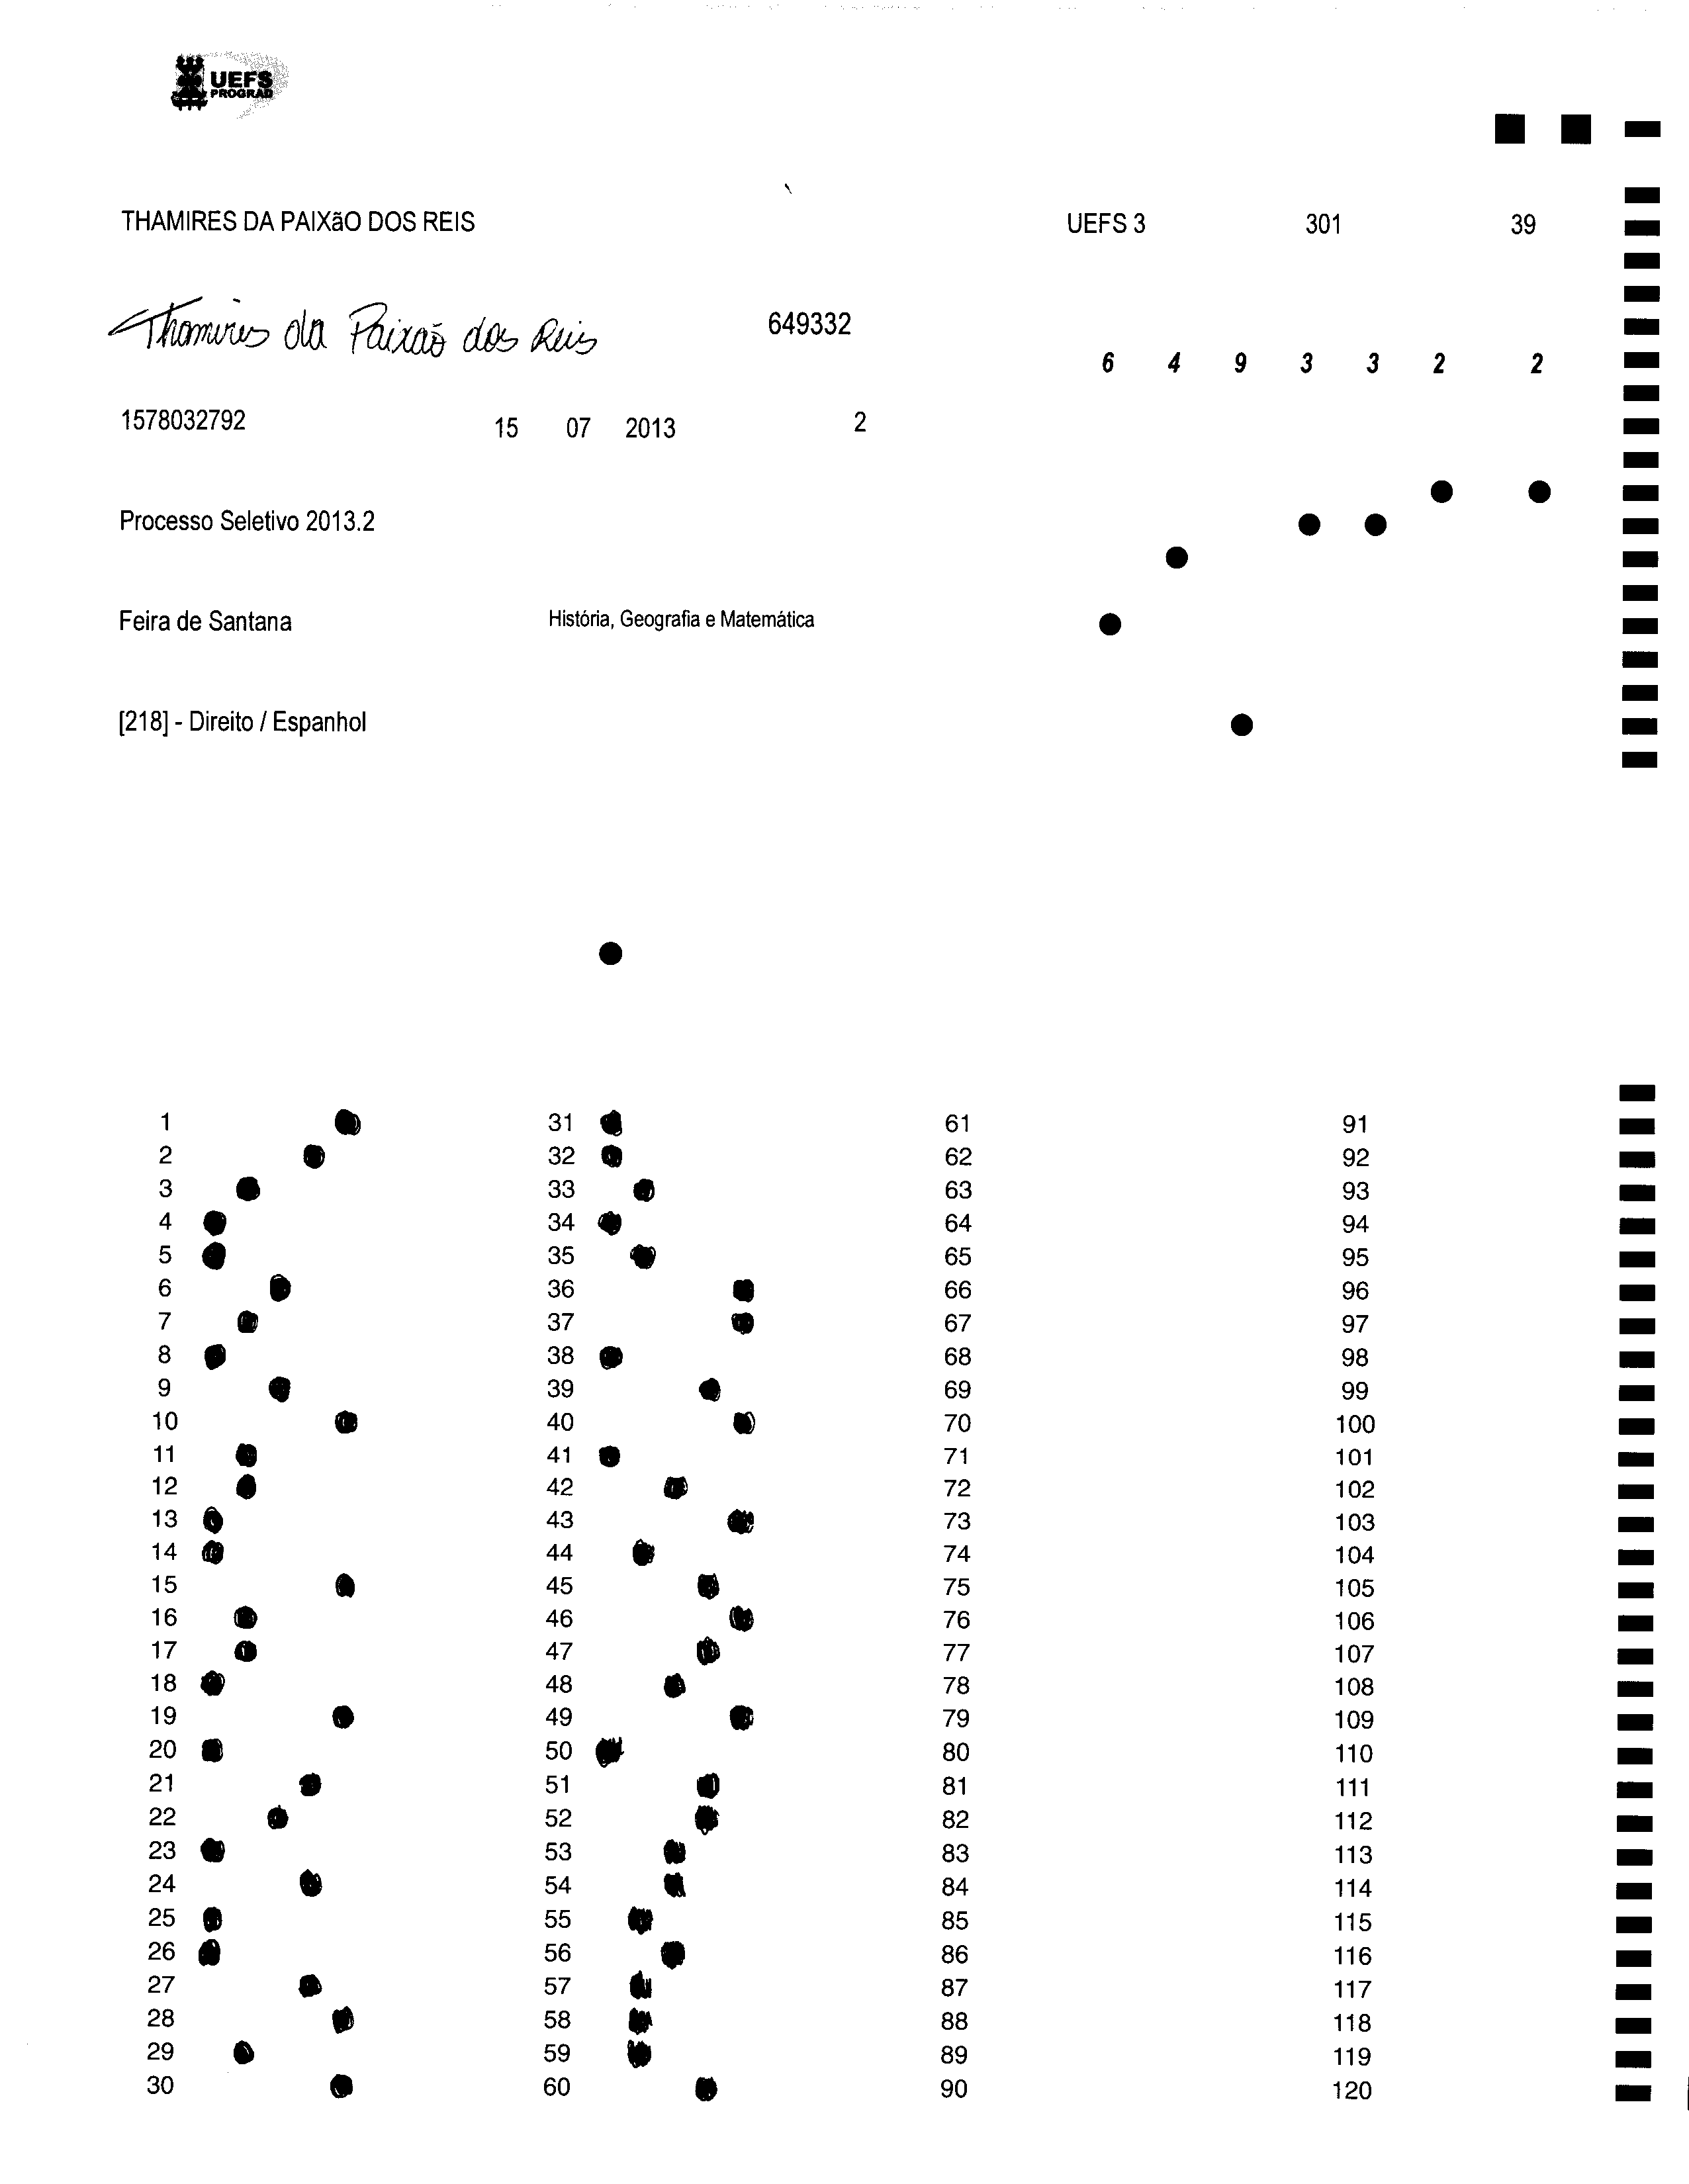 UEFS
PROGRAD
THAMIRES DA PAIXãO DOS REIS UEFS 3 301 39
Thamires da Paixão dos Reis 649332
6 4 9 3 3 2 2
1578032792 15 07 2013 2
Processo Seletivo 2013.2
Feira de Santana História, Geografia e Matemática
[218] - Direito / Espanhol
1 31 61 91
2 32 62 92
3 33 63 93
4 34 64 94
5 35 65 95
6 36 66 96
7 37 67 97
8 38 68 98
9 39 69 99
10 40 70 100
11 41 71 101
12 42 72 102
13 43 73 103
14 44 74 104
15 45 75 105
16 46 76 106
17 47 77 107
18 48 78 108
19 49 79 109
20 50 80 110
21 51 81 111
22 52 82 112
23 53 83 113
24 54 84 114
25 55 85 115
26 56 86 116
27 57 87 117
28 58 88 118
29 59 89 119
30 60 90 120